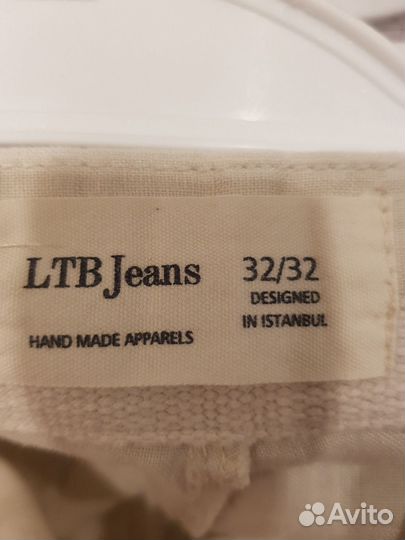 LTB Jeans
HAND MADE APPARELS
32/32
DESIGNED
IN ISTANBUL
Avito